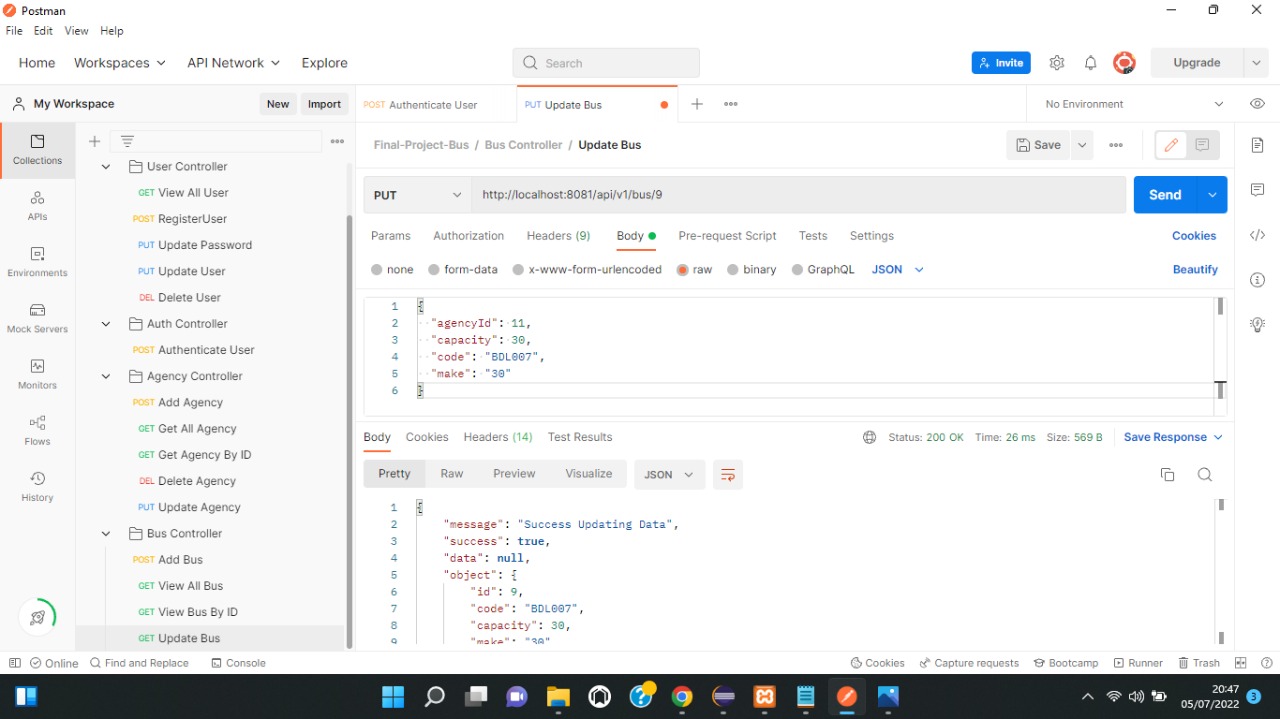 Postman
File Edit View Help
Home Workspaces API Network Explore
Search
Invite
Upgrade
My Workspace
New Import
POST Authenticate User
PUT Update Bus
No Environment
Collections
APIs
Environments
Mock Servers
Monitors
Flows
History
User Controller
GET View All User
POST RegisterUser
PUT Update Password
PUT Update User
DEL Delete User
Auth Controller
POST Authenticate User
Agency Controller
POST Add Agency
GET Get All Agency
GET Get Agency By ID
DEL Delete Agency
PUT Update Agency
Bus Controller
POST Add Bus
GET View All Bus
GET View Bus By ID
GET Update Bus
Final-Project-Bus / Bus Controller / Update Bus
Save
PUT http://localhost:8081/api/v1/bus/9
Send
Params Authorization Headers (9) Body Pre-request Script Tests Settings Cookies
none form-data x-www-form-urlencoded raw binary GraphQL JSON Beautify
1 {
2 "agencyId": 11,
3 "capacity": 30,
4 "code": "BDL007",
5 "make": "30"
6 }
Body Cookies Headers (14) Test Results Status: 200 OK Time: 26 ms Size: 569 B Save Response
Pretty Raw Preview Visualize JSON
1 {
2 "message": "Success Updating Data",
3 "success": true,
4 "data": null,
5 "object": {
6 "id": 9,
7 "code": "BDL007",
8 "capacity": 30,
9 "make": "30"
Online Find and Replace Console
Cookies Capture requests Bootcamp Runner Trash
20:47
05/07/2022
3